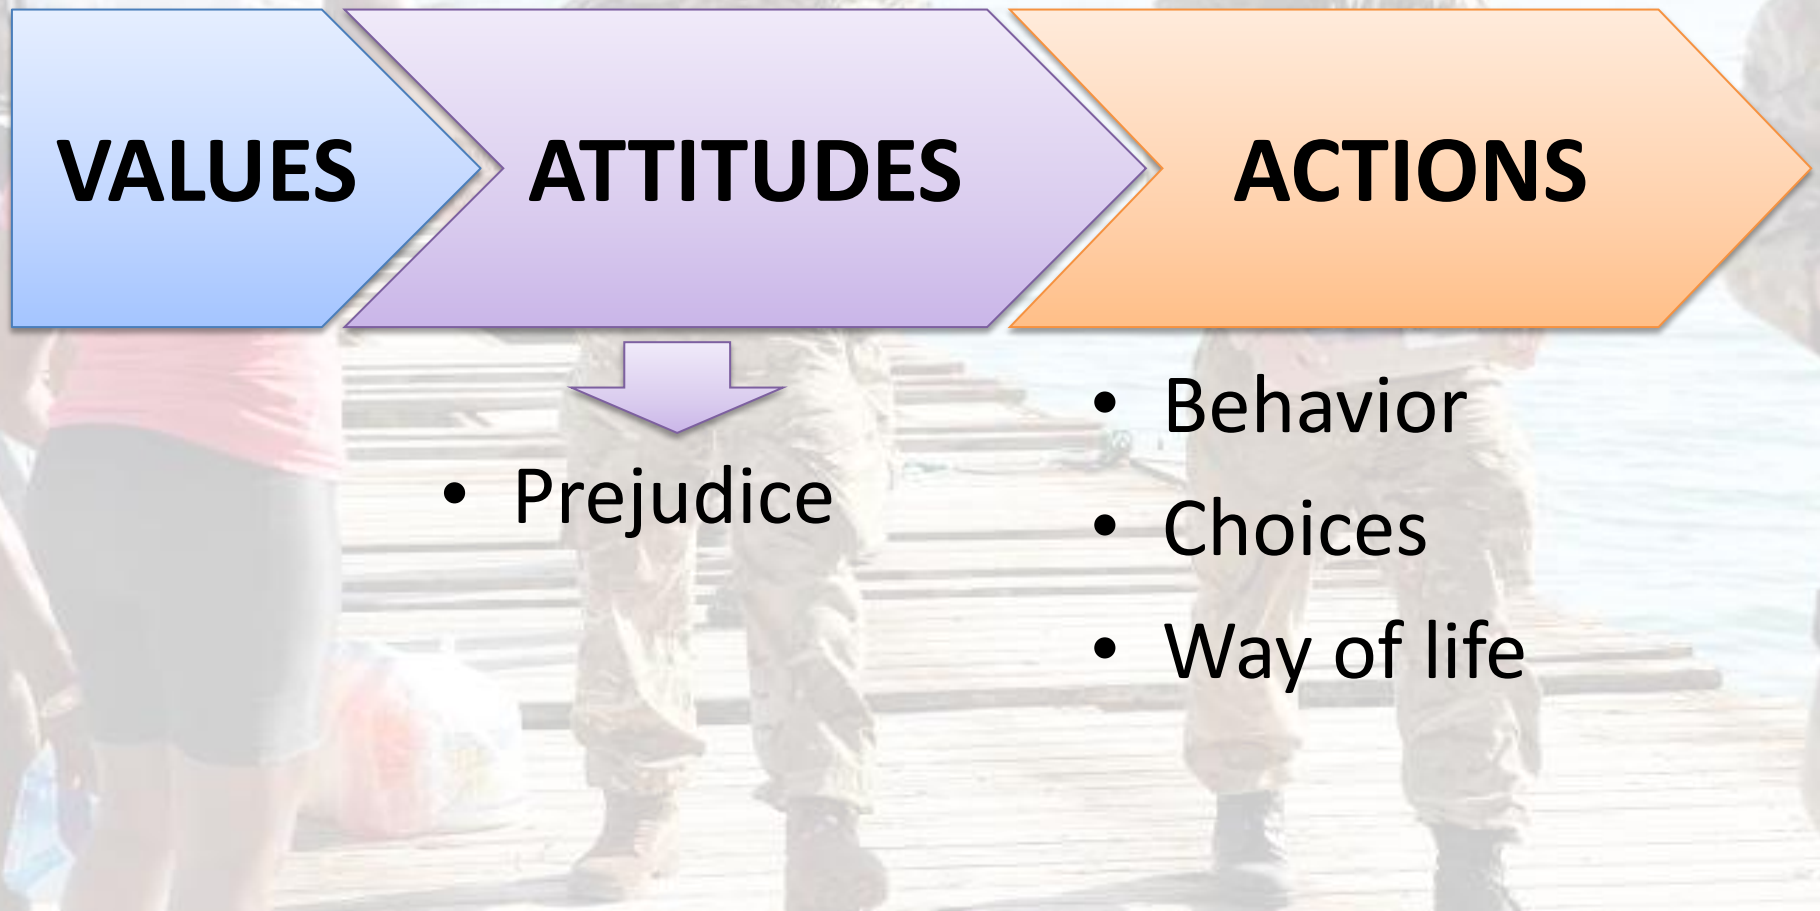 VALUES
ATTITUDES
ACTIONS
• Prejudice
• Behavior
• Choices
• Way of life